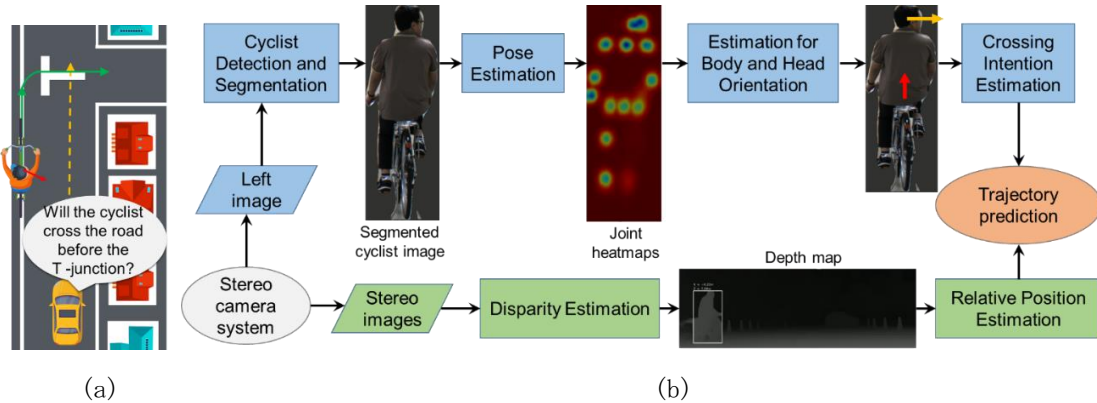 Will the cyclist
cross the road
before the
T -junction?
(a)
Cyclist
Detection and
Segmentation
Pose
Estimation
Estimation for
Body and Head
Orientation
Crossing
Intention
Estimation
Left
image
Segmented
cyclist image
Joint
heatmaps
Trajectory
prediction
Stereo
camera
system
Stereo
images
Disparity Estimation
Depth map
Relative Position
Estimation
(b)